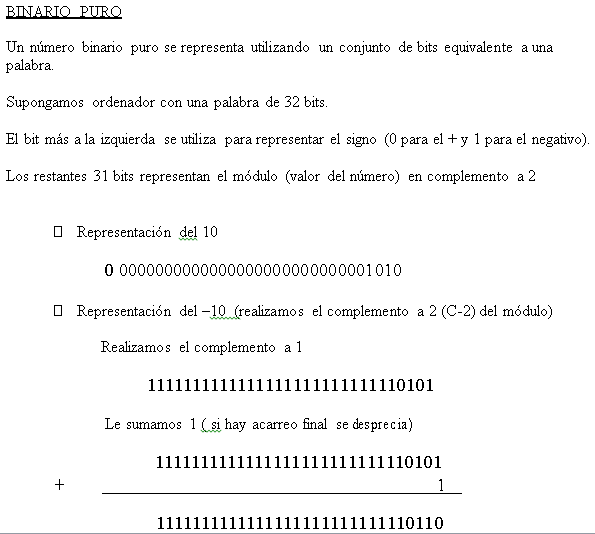 BINARIO PURO
Un número binario puro se representa utilizando un conjunto de bits equivalente a una
palabra.
Supongamos ordenador con una palabra de 32 bits.
El bit más a la izquierda se utiliza para representar el signo (0 para el + y 1 para el negativo).
Los restantes 31 bits representan el módulo (valor del número) en complemento a 2
Representación del 10
0 0000000000000000000000000001010
Representación del –10 (realizamos el complemento a 2 (C-2) del módulo)
Realizamos el complemento a 1
1111111111111111111111111110101
Le sumamos 1 ( si hay acarreo final se desprecia)
1111111111111111111111111110101
+ 1
1111111111111111111111111110110